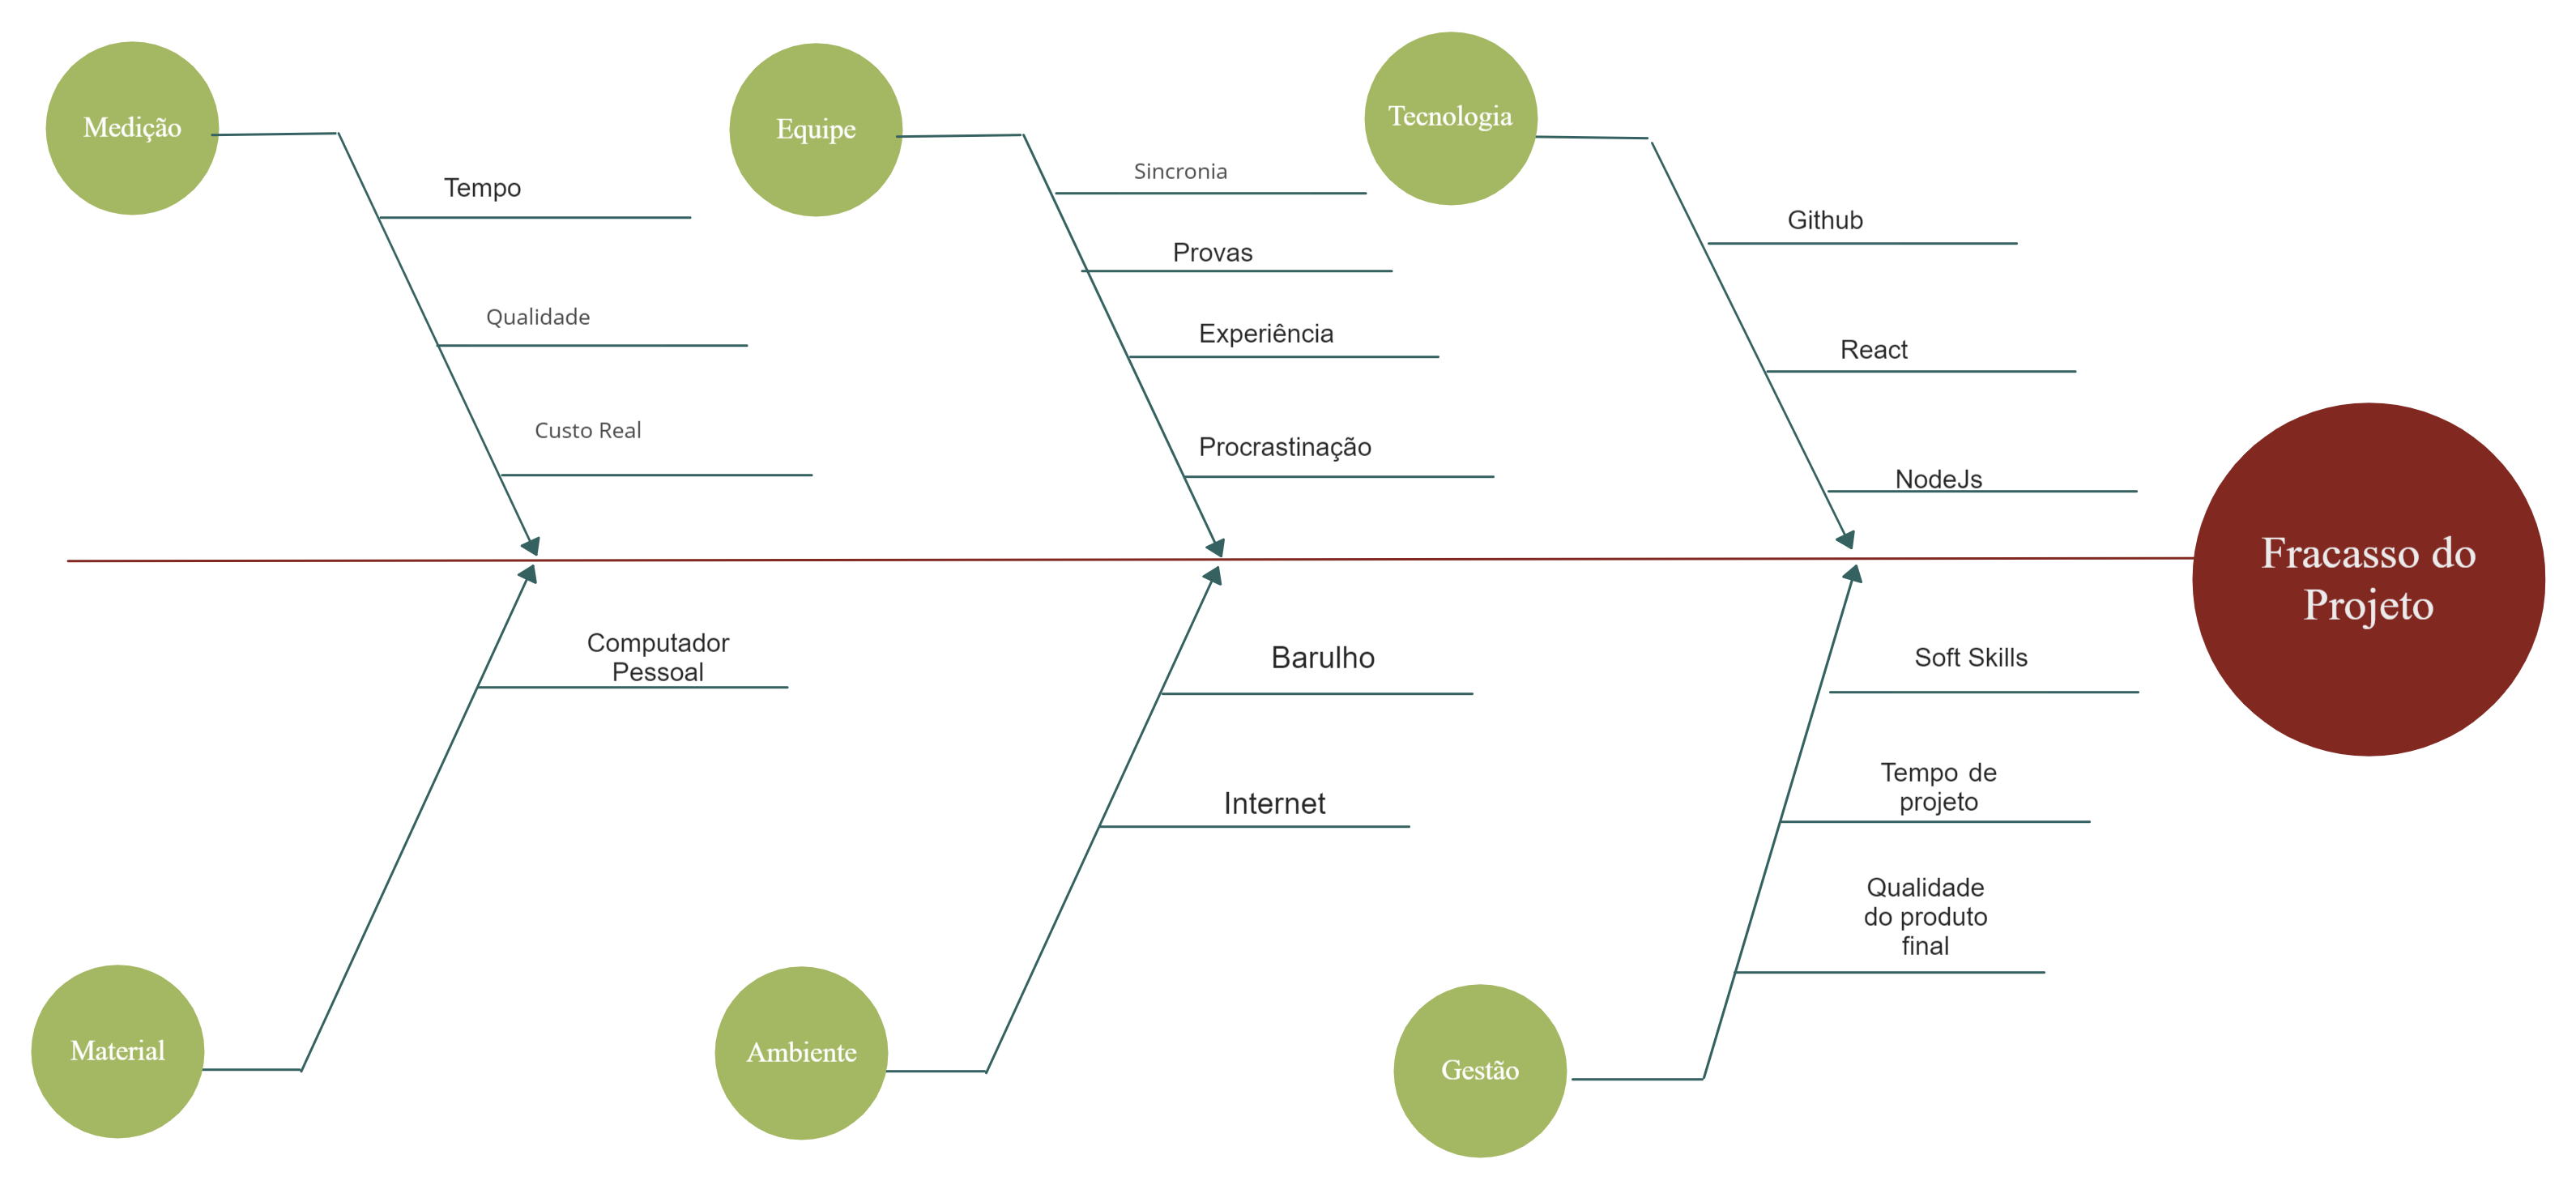 Medição
Tempo
Qualidade
Custo Real
Equipe
Sincronia
Provas
Experiência
Procrastinação
Tecnologia
Github
React
NodeJs
Fracasso do
Projeto
Computador
Pessoal
Material
Barulho
Internet
Ambiente
Soft Skills
Tempo de
projeto
Qualidade
do produto
final
Gestão